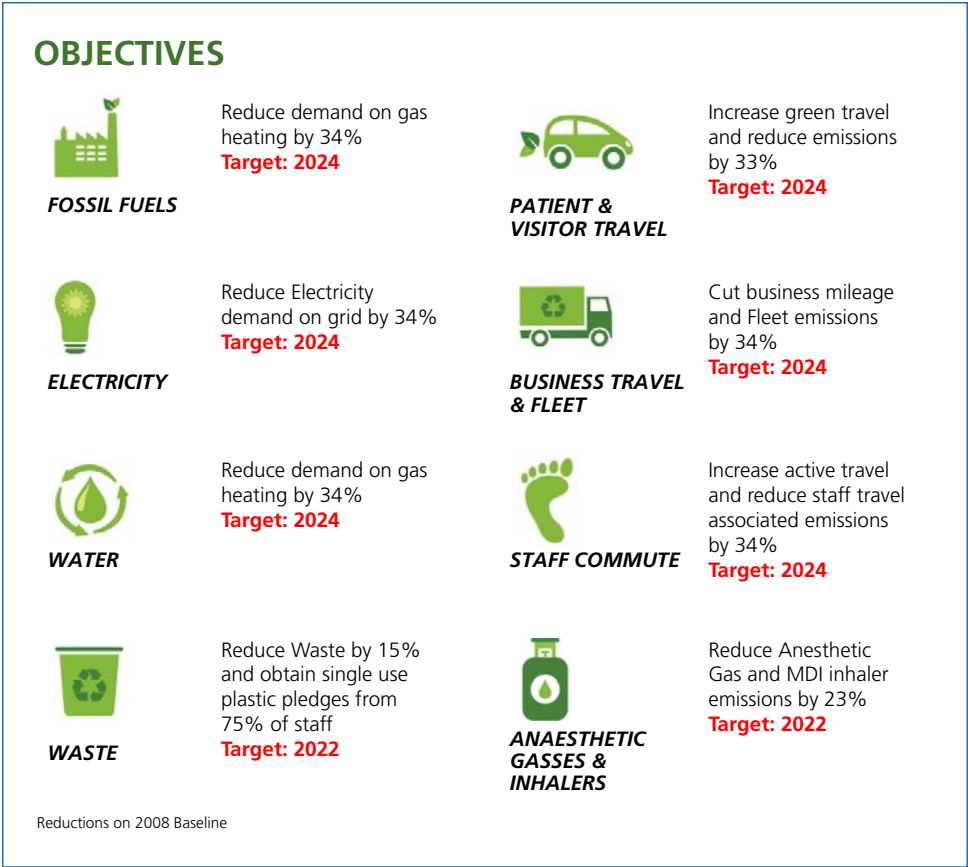 OBJECTIVES
Reduce demand on gas
heating by 34%
Target: 2024
FOSSIL FUELS
Increase green travel
and reduce emissions
by 33%
Target: 2024
PATIENT &
VISITOR TRAVEL
Reduce Electricity
demand on grid by 34%
Target: 2024
ELECTRICITY
Cut business mileage
and Fleet emissions
by 34%
Target: 2024
BUSINESS TRAVEL
& FLEET
Reduce demand on gas
heating by 34%
Target: 2024
WATER
Increase active travel
and reduce staff travel
associated emissions
by 34%
Target: 2024
STAFF COMMUTE
Reduce Waste by 15%
and obtain single use
plastic pledges from
75% of staff
Target: 2022
WASTE
Reduce Anesthetic
Gas and MDI inhaler
emissions by 23%
Target: 2022
ANAESTHETIC
GASSES &
INHALERS
Reductions on 2008 Baseline